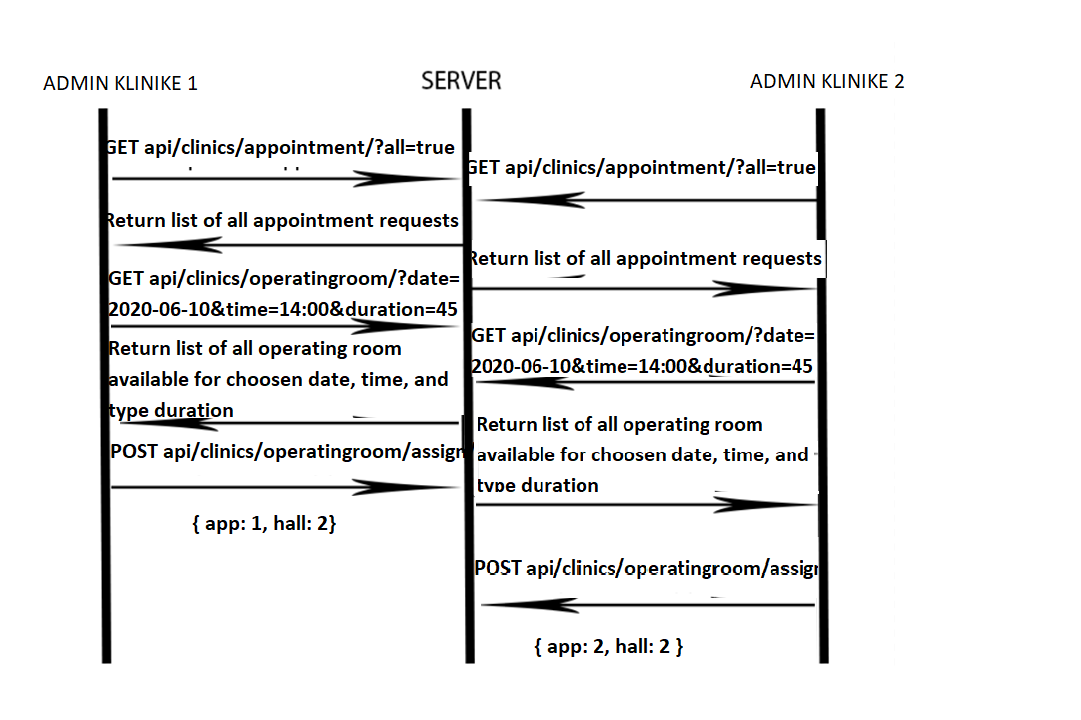 ADMIN KLINIKE 1
SERVER
ADMIN KLINIKE 2
GET api/clinics/appointment/?all=true
GET api/clinics/appointment/?all=true
Return list of all appointment requests
Return list of all appointment requests
GET api/clinics/operatingroom/?date=
2020-06-10&time=14:00&duration=45
GET api/clinics/operatingroom/?date=
2020-06-10&time=14:00&duration=45
Return list of all operating room
available for choosen date, time, and
type duration
Return list of all operating room
available for choosen date, time, and
type duration
POST api/clinics/operatingroom/assign
{ app: 1, hall: 2}
POST api/clinics/operatingroom/assign
{ app: 2, hall: 2 }